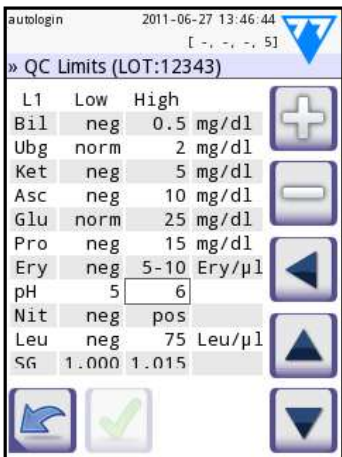 autologin 2011-06-27 13:46:44
[ -, -, -, 5]
» QC Limits (LOT:12343)
L1 Low High
Bil neg 0.5 mg/dl
Ubg norm 2 mg/dl
Ket neg 5 mg/dl
Asc neg 10 mg/dl
Glu norm 25 mg/dl
Pro neg 15 mg/dl
Ery neg 5-10 Ery/µl
pH 5 6
Nit neg pos
Leu neg 75 Leu/µl
SG 1.000 1.015